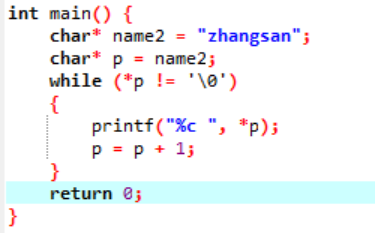 int main() {
    char* name2 = "zhangsan";
    char* p = name2;
    while (*p != '\0')
    {
        printf("%c ", *p);
        p = p + 1;
    }
    return 0;
}